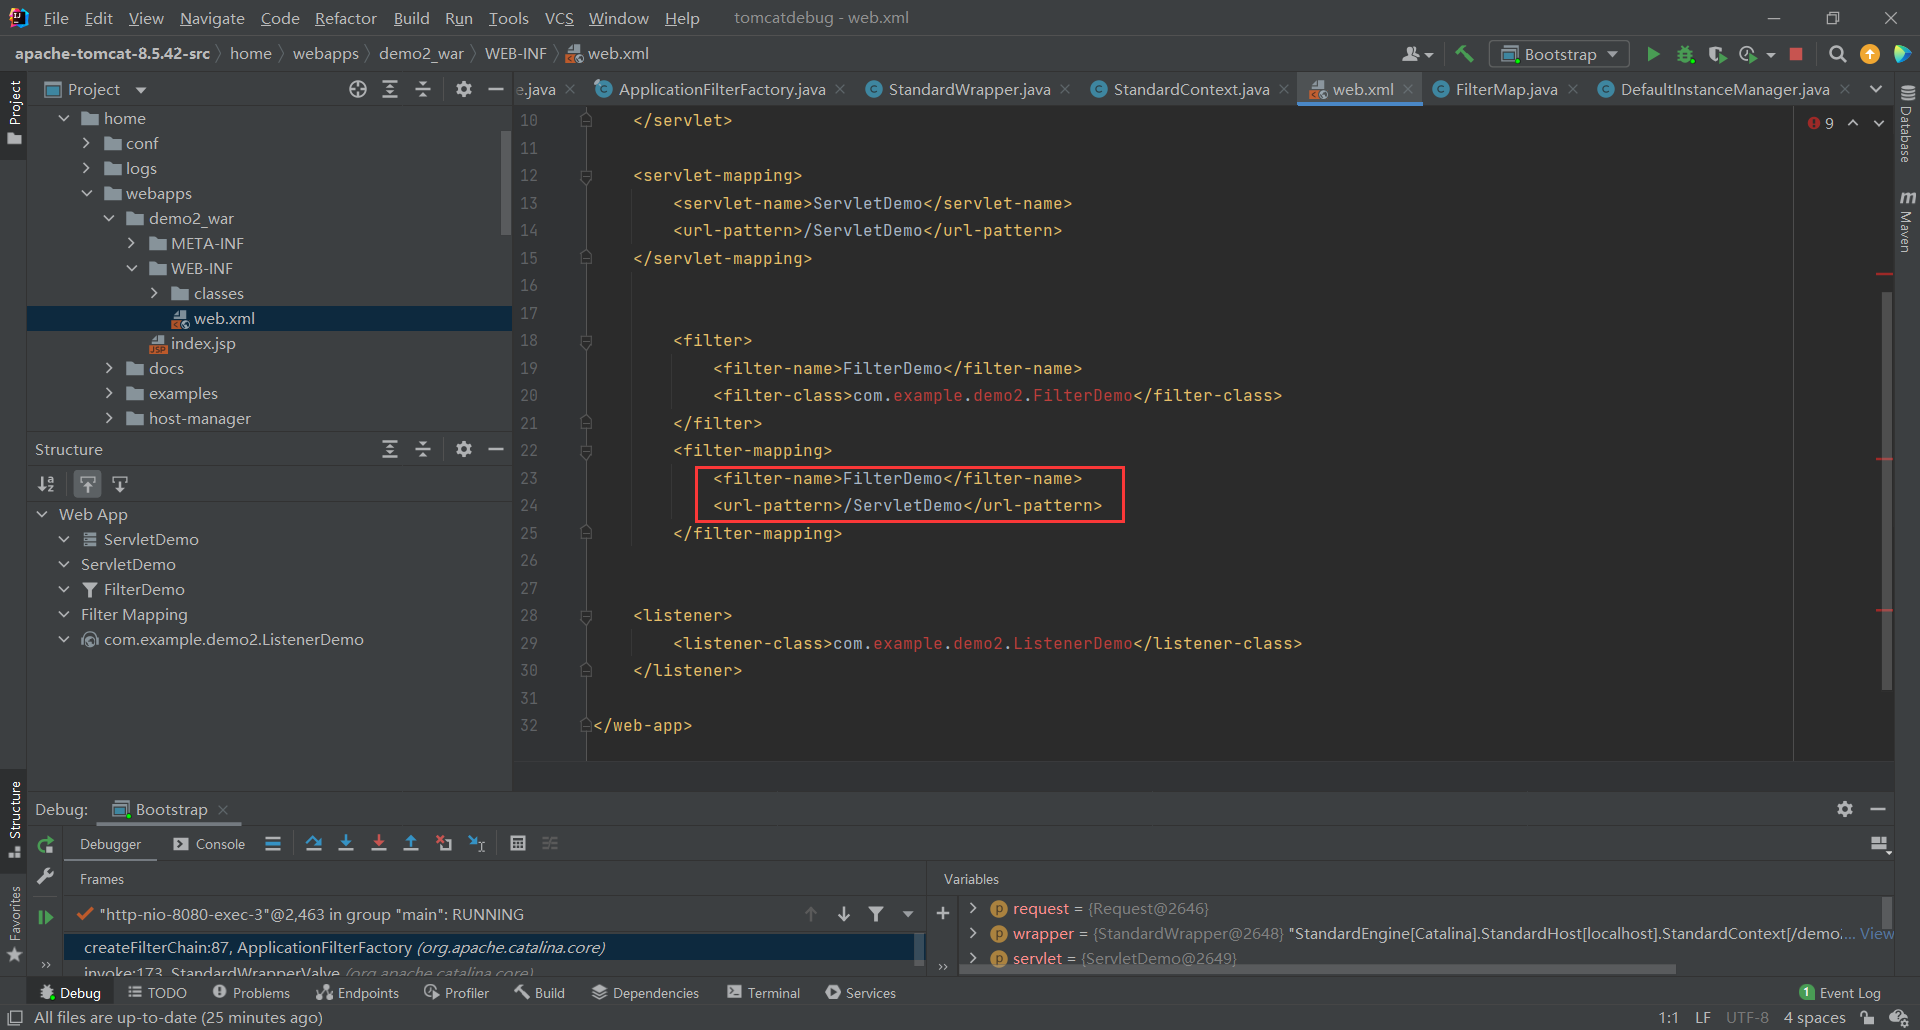 File Edit View Navigate Code Refactor Build Run Tools VCS Window Help tomcatdebug - web.xml
apache-tomcat-8.5.42-src home webapps demo2_war WEB-INF web.xml Bootstrap
Project
e.java ApplicationFilterFactory.java StandardWrapper.java StandardContext.java web.xml FilterMap.java DefaultInstanceManager.java
home
conf
logs
webapps
demo2_war
META-INF
WEB-INF
classes
web.xml
index.jsp
docs
examples
host-manager
Structure
Web App
ServletDemo
ServletDemo
FilterDemo
Filter Mapping
com.example.demo2.ListenerDemo
9
10 </servlet>
11
12 <servlet-mapping>
13 <servlet-name>ServletDemo</servlet-name>
14 <url-pattern>/ServletDemo</url-pattern>
15 </servlet-mapping>
16
17
18 <filter>
19 <filter-name>FilterDemo</filter-name>
20 <filter-class>com.example.demo2.FilterDemo</filter-class>
21 </filter>
22 <filter-mapping>
23 <filter-name>FilterDemo</filter-name>
24 <url-pattern>/ServletDemo</url-pattern>
25 </filter-mapping>
26
27
28 <listener>
29 <listener-class>com.example.demo2.ListenerDemo</listener-class>
30 </listener>
31
32 </web-app>
Project
Structure
Favorites
Database
m Maven
Debug: Bootstrap
Debugger Console
Frames
Variables
"http-nio-8080-exec-3"@2,463 in group "main": RUNNING
createFilterChain:87, ApplicationFilterFactory (org.apache.catalina.core)
invoke:173, StandardWrapperValve (org.apache.catalina.core)
request = {Request@2646}
wrapper = {StandardWrapper@2648} "StandardEngine[Catalina].StandardHost[localhost].StandardContext[/demo2... View
servlet = {ServletDemo@2649}
Debug TODO Problems Endpoints Profiler Build Dependencies Terminal Services 1 Event Log
All files are up-to-date (25 minutes ago) 1:1 LF UTF-8 4 spaces